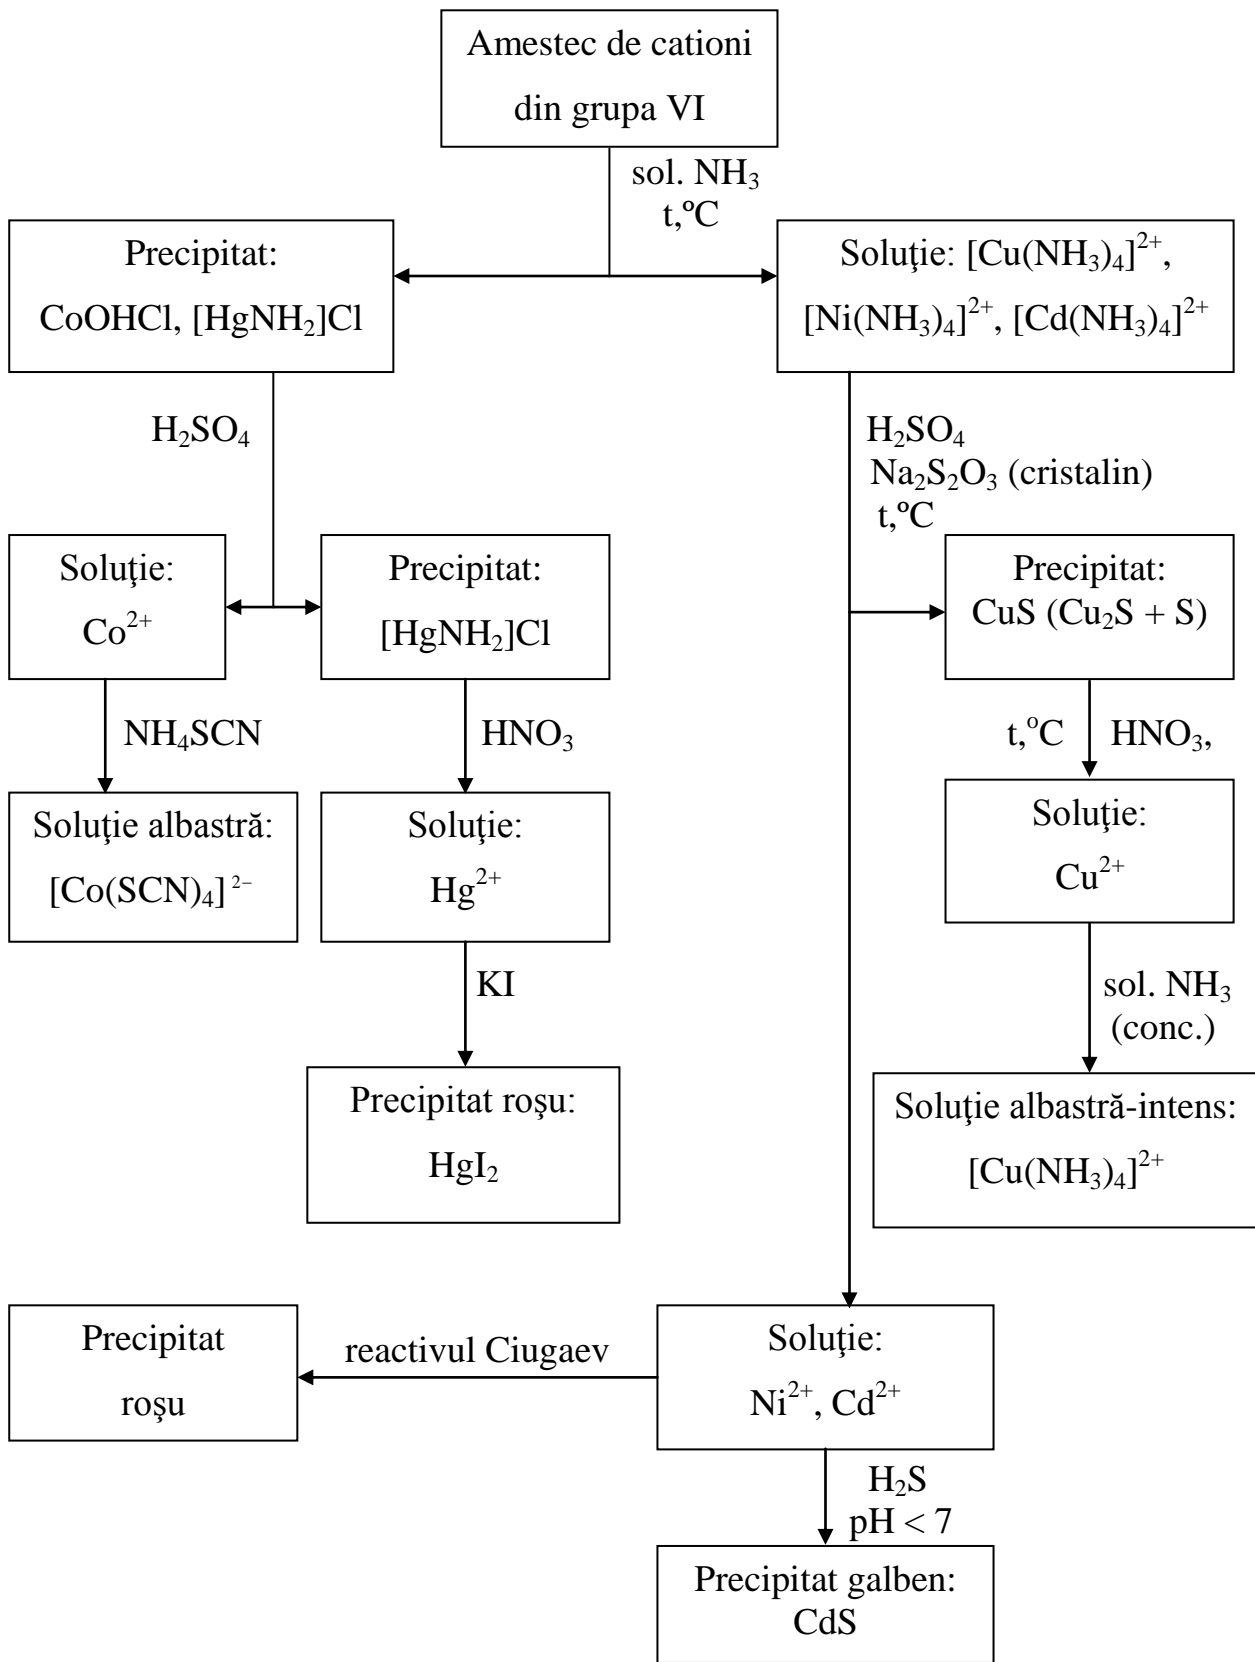 Amestec de cationi
din grupa VI
sol. NH₃
t,ºC
Precipitat:
CoOHCl, [HgNH₂]Cl
Soluţie: [Cu(NH₃)₄]²⁺,
[Ni(NH₃)₄]²⁺, [Cd(NH₃)₄]²⁺
H₂SO₄
H₂SO₄
Na₂S₂O₃ (cristalin)
t,ºC
Soluţie:
Co²⁺
Precipitat:
[HgNH₂]Cl
Precipitat:
CuS (Cu₂S + S)
NH₄SCN
HNO₃
t,ºC HNO₃,
Soluţie albastră:
[Co(SCN)₄]²⁻
Soluţie:
Hg²⁺
Soluţie:
Cu²⁺
KI
sol. NH₃
(conc.)
Precipitat roşu:
HgI₂
Soluţie albastră-intens:
[Cu(NH₃)₄]²⁺
Precipitat
roşu
reactivul Ciugaev
Soluţie:
Ni²⁺, Cd²⁺
H₂S
pH < 7
Precipitat galben:
CdS